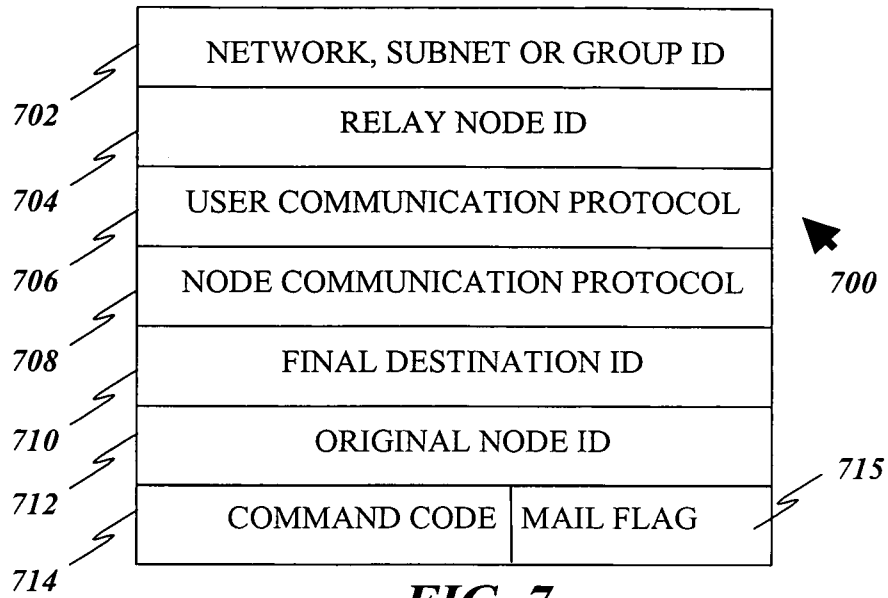 NETWORK, SUBNET OR GROUP ID
702
RELAY NODE ID
704
USER COMMUNICATION PROTOCOL
706
700
NODE COMMUNICATION PROTOCOL
708
FINAL DESTINATION ID
710
ORIGINAL NODE ID
712
715
COMMAND CODE
MAIL FLAG
714
FIG. 7